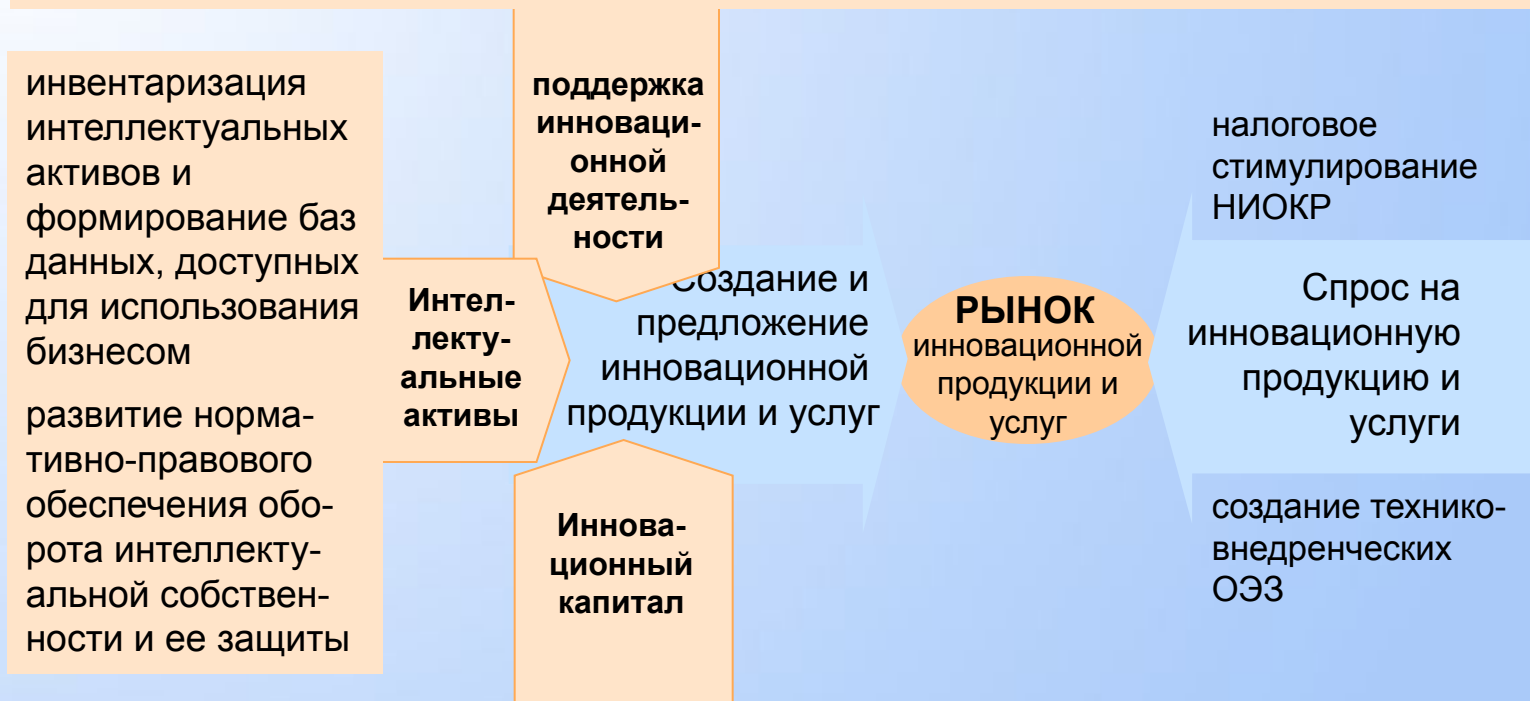 инвентаризация
интеллектуальных
активов и
формирование баз
данных, доступных
для использования
бизнесом
развитие норма-
тивно-правового
обеспечения обо-
рота интеллекту-
альной собствен-
ности и ее защиты
поддержка
инноваци-
онной
деятель-
ности
Интел-
лекту-
альные
активы
Создание и
предложение
инновационной
продукции и услуг
Иннова-
ционный
капитал
РЫНОК
инновационной
продукции и
услуг
налоговое
стимулирование
НИОКР
Спрос на
инновационную
продукцию и
услуги
создание технико-
внедренческих
ОЭЗ